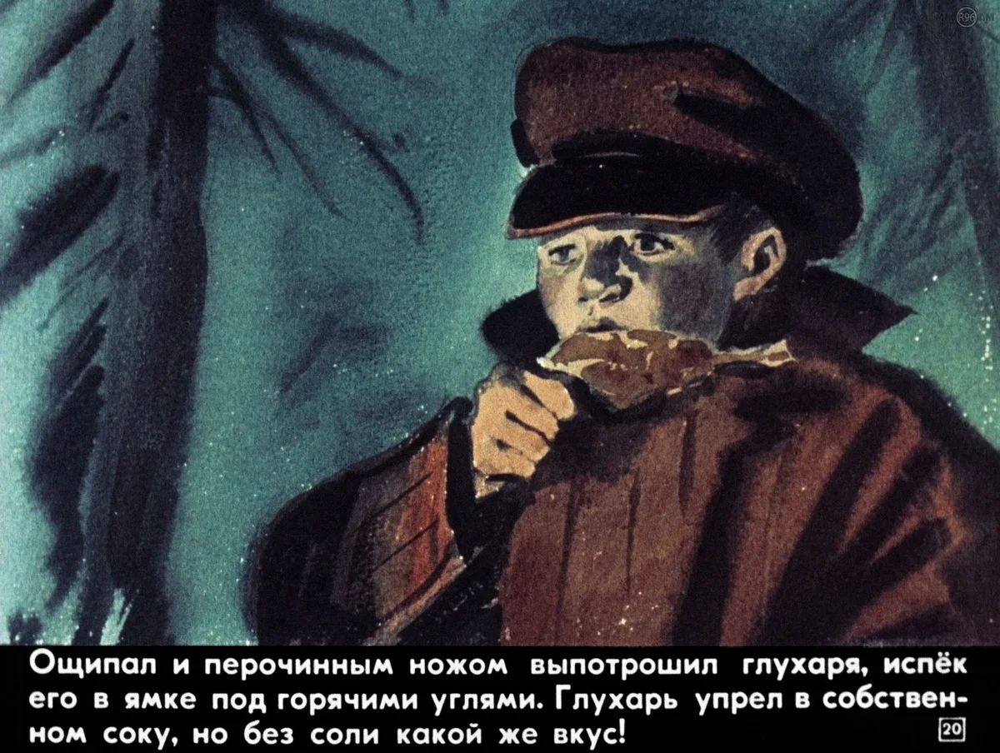 R96
Ощипал и перочинным ножом выпотрошил глухаря, испёк
его в ямке под горячими углями. Глухарь упрел в собствен-
ном соку, но без соли какой же вкус!
20